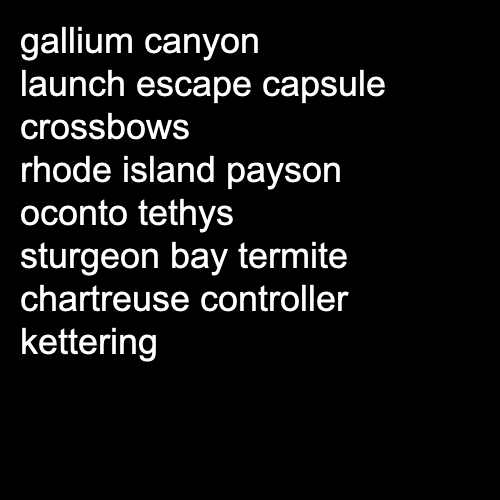 gallium canyon
launch escape capsule
crossbows
rhode island payson
oconto tethys
sturgeon bay termite
chartreuse controller
kettering